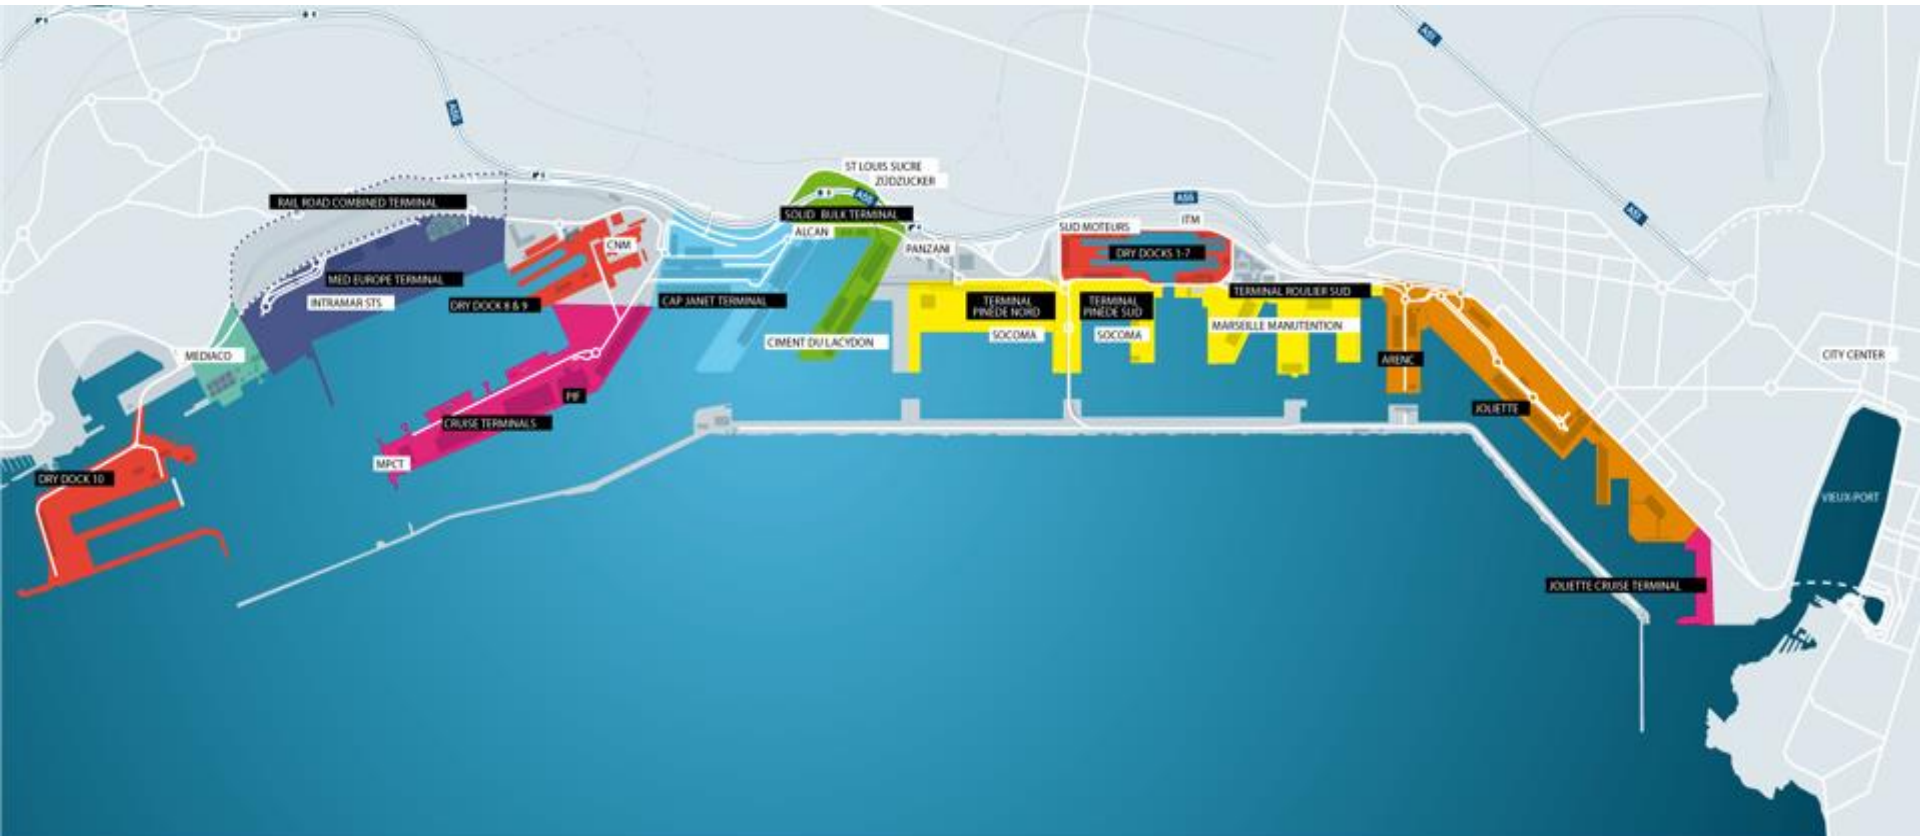 A55
A51
A51
ST LOUIS SUCRE
ZÜDZUCKER
A55
A55
RAIL ROAD COMBINED TERMINAL
SOLID BULK TERMINAL
ALCAN
ITM
SUD MOTEURS
CNM
PANZANI
DRY DOCKS 1-7
MED EUROPE TERMINAL
INTRAMAR STS
DRY DOCK 8 & 9
CAP JANET TERMINAL
TERMINAL
PINÈDE NORD
SOCOMA
TERMINAL
PINÈDE SUD
SOCOMA
TERMINAL ROULIER SUD
MARSEILLE MANUTENTION
CIMENT DU LACYDON
MEDIACO
ARENC
CITY CENTER
PIF
JOLIETTE
CRUISE TERMINALS
MPCT
DRY DOCK 10
VIEUX-PORT
JOLIETTE CRUISE TERMINAL